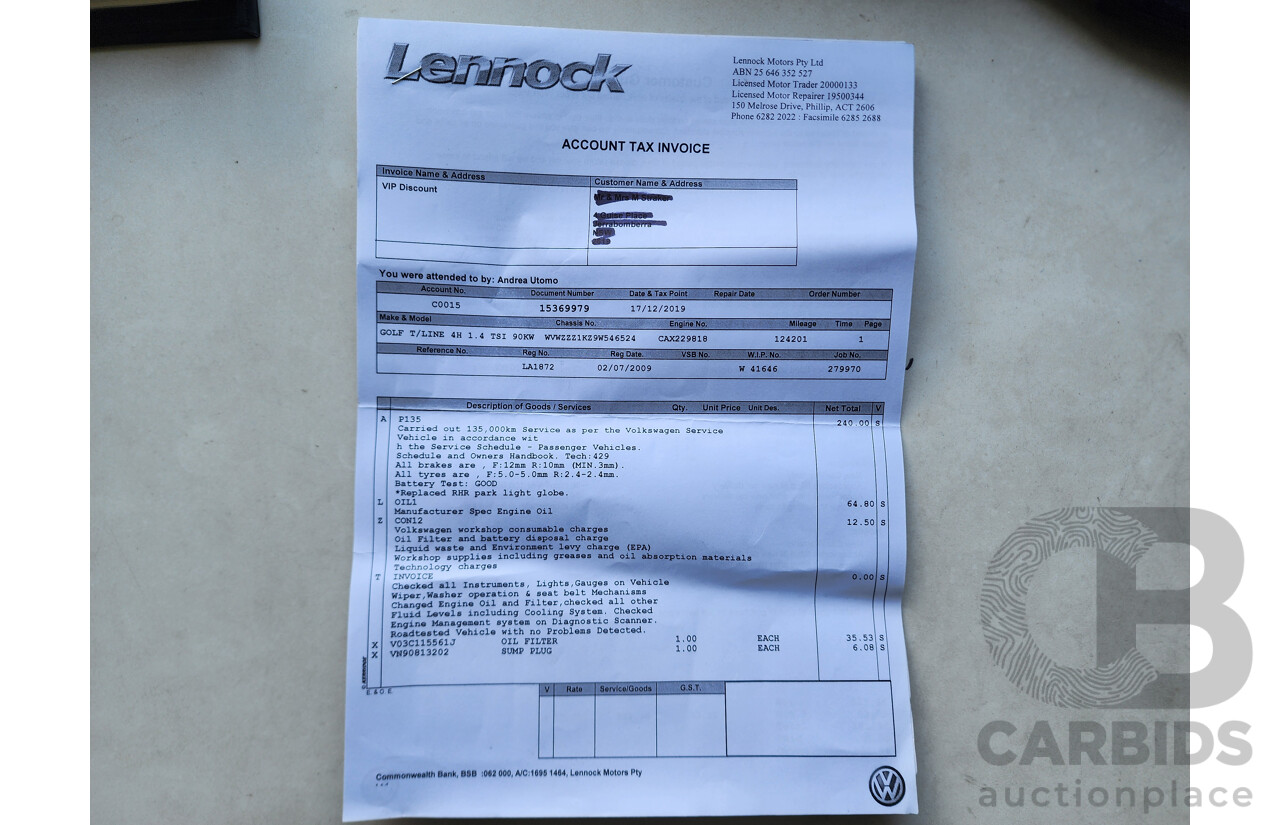 Lennock
Lennock Motors Pty Ltd
ABN 25 646 352 527
Licensed Motor Trader 20000133
Licensed Motor Repairer 19500344
150 Melrose Drive, Phillip, ACT 2606
Phone 6282 2022 : Facsimile 6285 2688
ACCOUNT TAX INVOICE
Invoice Name & Address
Customer Name & Address
VIP Discount
You were attended to by: Andrea Utomo
Account No. Document Number Date & Tax Point Repair Date Order Number
C0015 15369979 17/12/2019
Make & Model Chassis No. Engine No. Mileage Time Page
GOLF T/LINE 4H 1.4 TSI 90KW WVWZZZ1KZ9W546524 CAX229818 124201 1
Reference No. Reg No. Reg Date. VSB No. W.I.P. No. Job No.
LA1872 02/07/2009 W 41646 279970
Description of Goods / Services Qty. Unit Price Unit Des. Net Total V
A P135 240.00 S
Carried out 135,000km Service as per the Volkswagen Service
Vehicle in accordance wit
h the Service Schedule - Passenger Vehicles.
Schedule and Owners Handbook. Tech:429
All brakes are , F:12mm R:10mm (MIN.3mm).
All tyres are , F:5.0-5.0mm R:2.4-2.4mm.
Battery Test: GOOD
*Replaced RHR park light globe.
L OIL1 64.80 S
Manufacturer Spec Engine Oil
Z CON12 12.50 S
Volkswagen workshop consumable charges
Oil Filter and battery disposal charge
Liquid waste and Environment levy charge (EPA)
Workshop supplies including greases and oil absorption materials
Technology charges
T INVOICE 0.00 S
Checked all Instruments, Lights,Gauges on Vehicle
Wiper,Washer operation & seat belt Mechanisms
Changed Engine Oil and Filter,checked all other
Fluid Levels including Cooling System. Checked
Engine Management system on Diagnostic Scanner.
Roadtested Vehicle with no Problems Detected.
X V03C115561J OIL FILTER 1.00 EACH 35.53 S
X VN90813202 SUMP PLUG 1.00 EACH 6.08 S
E. & O. E.
V Rate Service/Goods G.S.T.
Commonwealth Bank, BSB :062 000, A/C:1695 1464, Lennock Motors Pty
CARBIDS
auctionplace